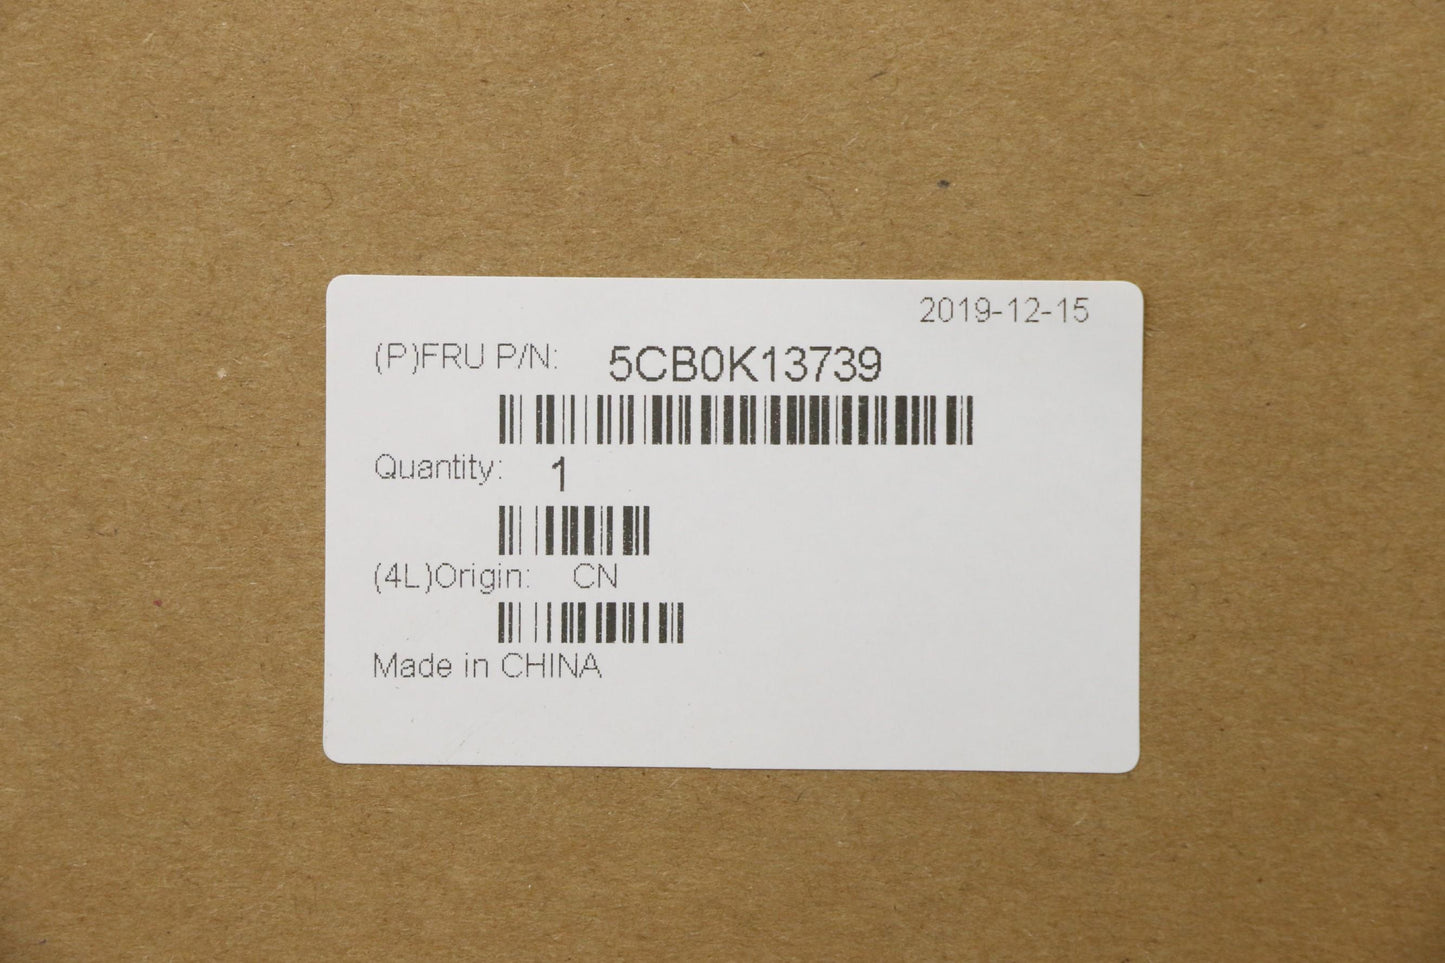 2019-12-15
(P)FRU P/N: 5CB0K13739
Quantity: 1
(4L)Origin: CN
Made in CHINA